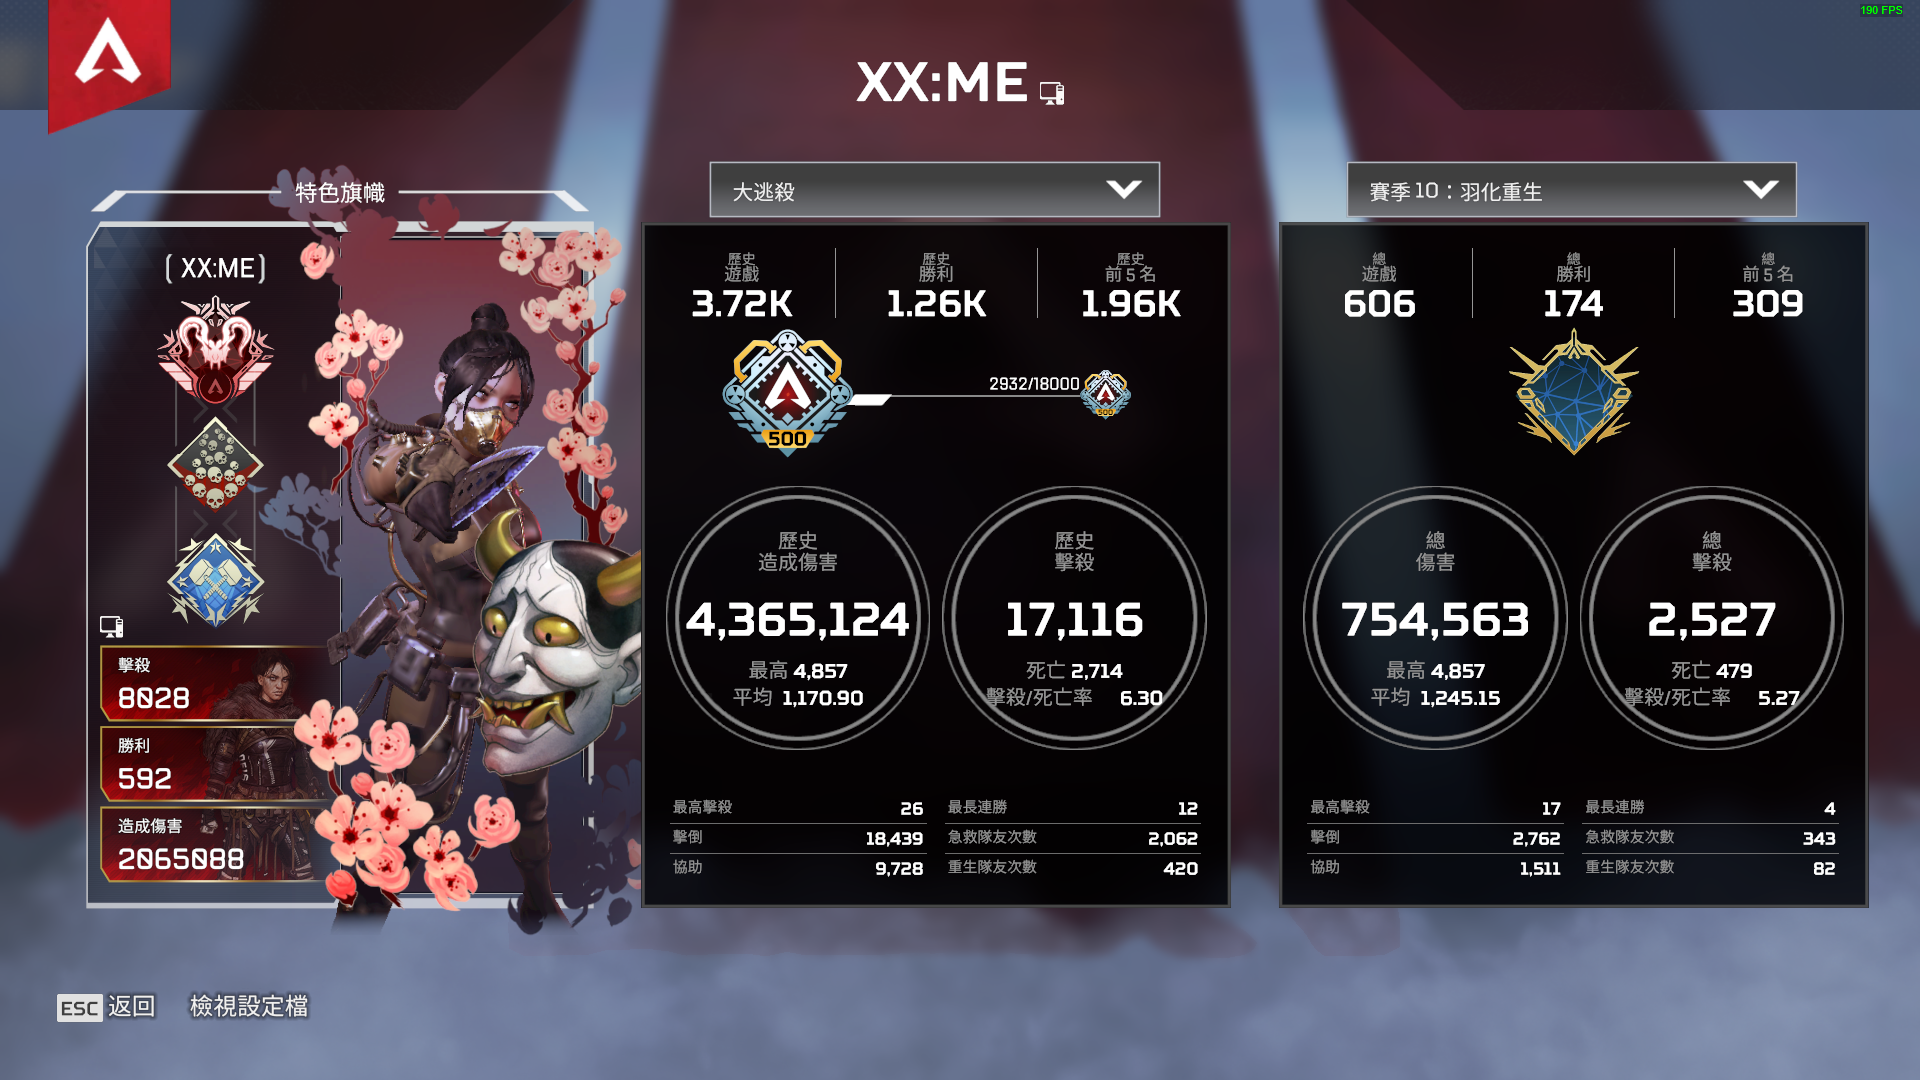 190 FPS
XX:ME
特色旗幟
XX:ME
擊殺
8028
勝利
592
造成傷害
2065088
大逃殺
歷史
遊戲
3.72K
歷史
勝利
1.26K
歷史
前 5 名
1.96K
500
2932/18000
500
歷史
造成傷害
4,365,124
最高 4,857
平均 1,170.90
歷史
擊殺
17,116
死亡 2,714
擊殺/死亡率 6.30
最高擊殺 26
擊倒 18,439
協助 9,728
最長連勝 12
急救隊友次數 2,062
重生隊友次數 420
賽季 10：羽化重生
總
遊戲
606
總
勝利
174
總
前 5 名
309
總
傷害
754,563
最高 4,857
平均 1,245.15
總
擊殺
2,527
死亡 479
擊殺/死亡率 5.27
最高擊殺 17
擊倒 2,762
協助 1,511
最長連勝 4
急救隊友次數 343
重生隊友次數 82
ESC 返回 檢視設定檔